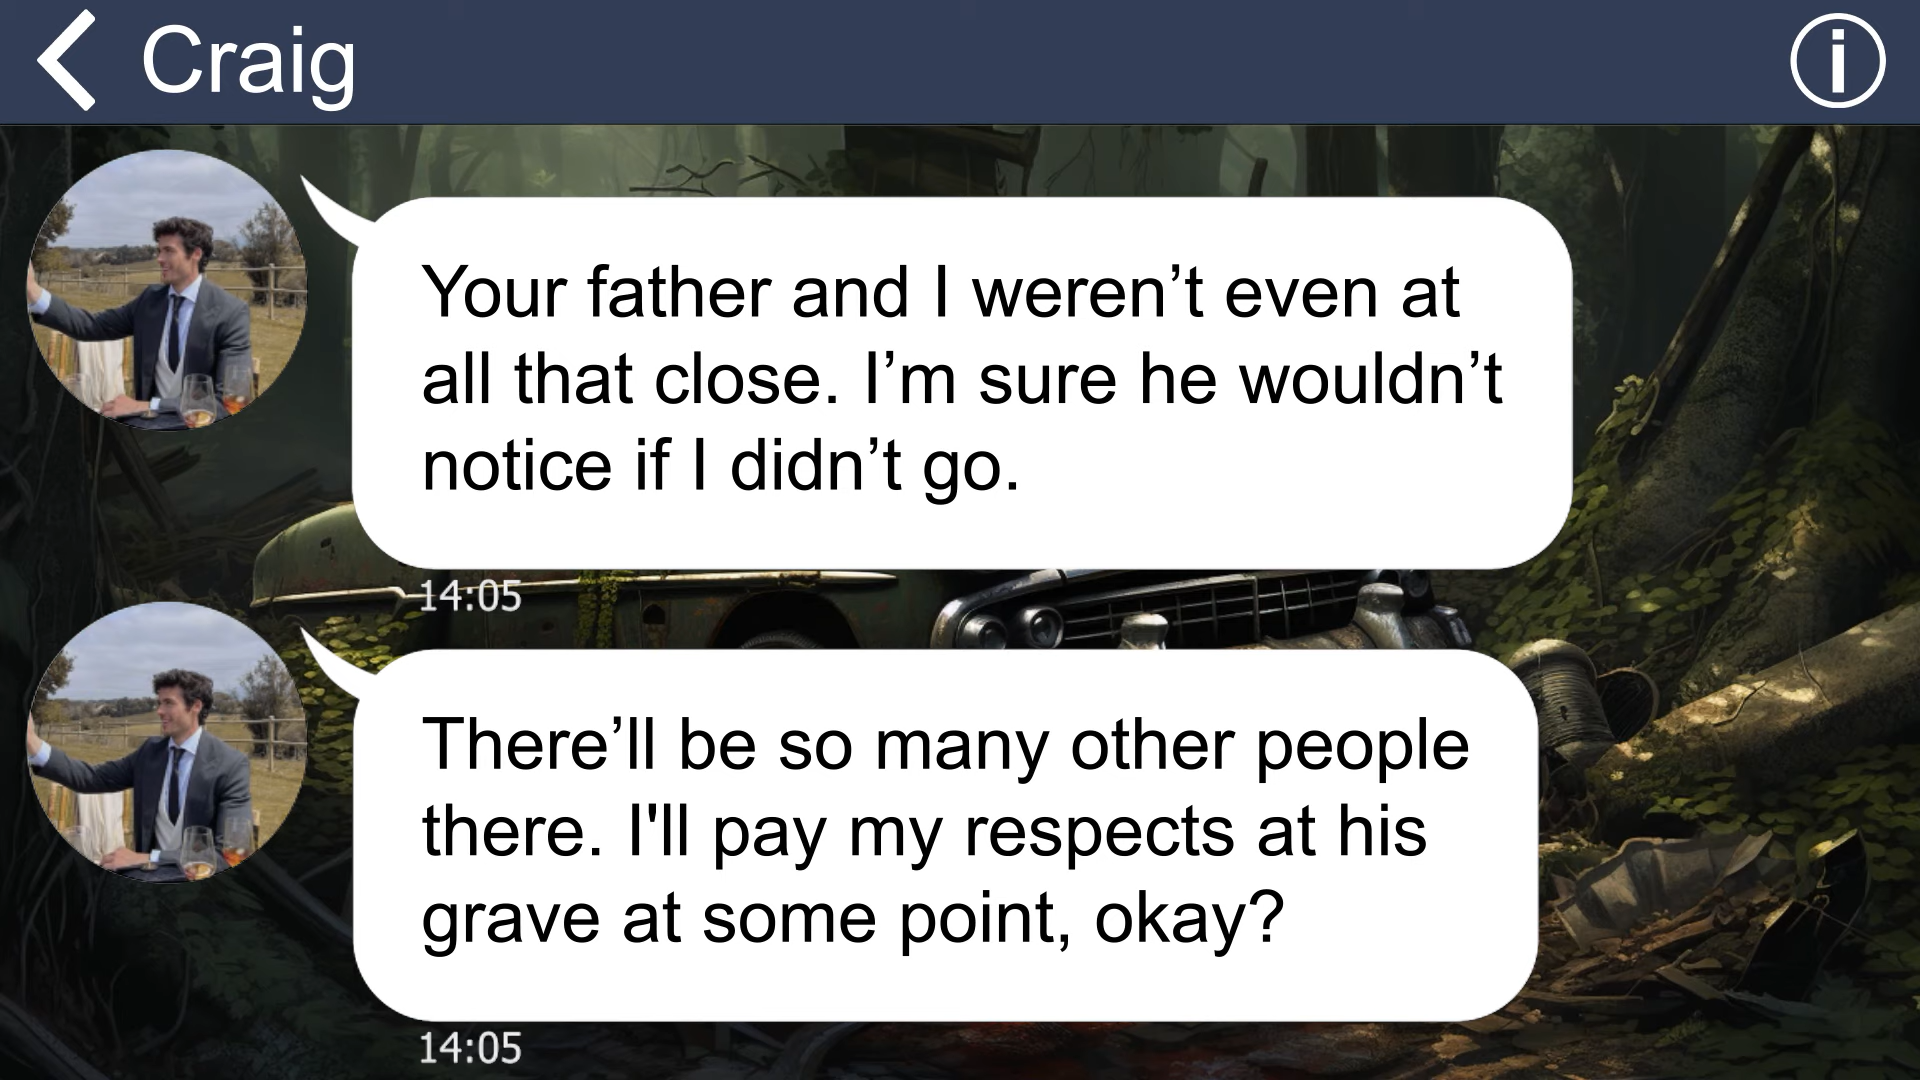 Craig
Your father and I weren’t even at
all that close. I’m sure he wouldn’t
notice if I didn’t go.
14:05
There’ll be so many other people
there. I'll pay my respects at his
grave at some point, okay?
14:05